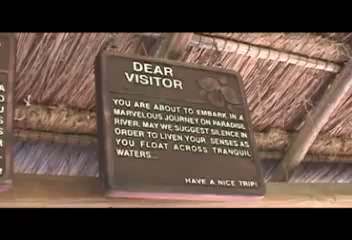 DEAR
VISITOR
YOU ARE ABOUT TO EMBARK, IN A
MARVELOUS JOURNEY ON PARADISE
RIVER. MAY WE SUGGEST SILENCE IN
ORDER TO LIVEN YOUR SENSES AS
YOU FLOAT ACROSS TRANQUIL
WATERS...
HAVE A NICE TRIP!